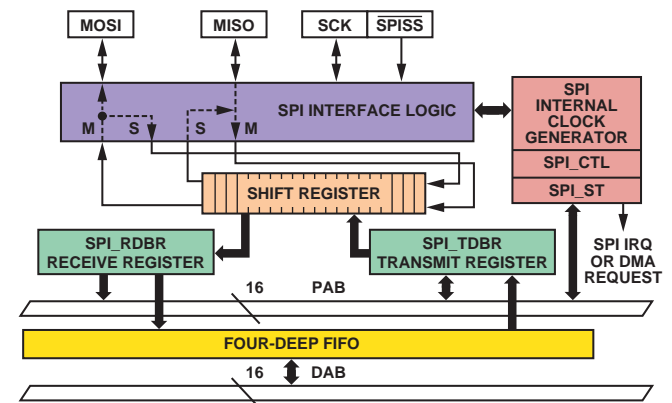 MOSI
MISO
SCK
SPISS
SPI INTERFACE LOGIC
M
S
S
M
SPI
INTERNAL
CLOCK
GENERATOR
SPI_CTL
SPI_ST
SHIFT REGISTER
SPI_RDBR
RECEIVE REGISTER
SPI_TDBR
TRANSMIT REGISTER
SPI IRQ
OR DMA
REQUEST
16
PAB
FOUR-DEEP FIFO
16
DAB